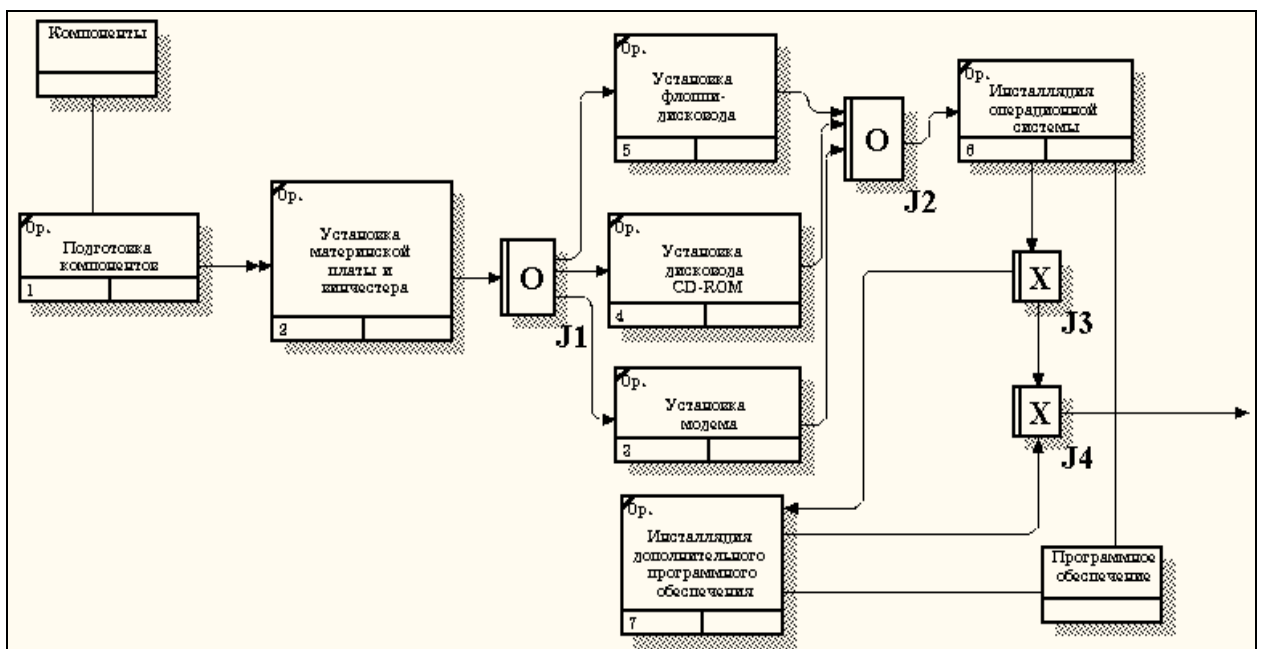 Компоненты
0р.
Подготовка
компонентов
1
0р.
Установка
материнской
платы и
винчестера
2
O
J1
0р.
Установка
флоппи-
дисковода
5
0р.
Установка
дисковода
CD-ROM
4
0р.
Установка
модема
3
O
J2
0р.
Инсталляция
операционной
системы
6
X
J3
X
J4
0р.
Инсталляция
дополнительного
программного
обеспечения
7
Программное
обеспечение